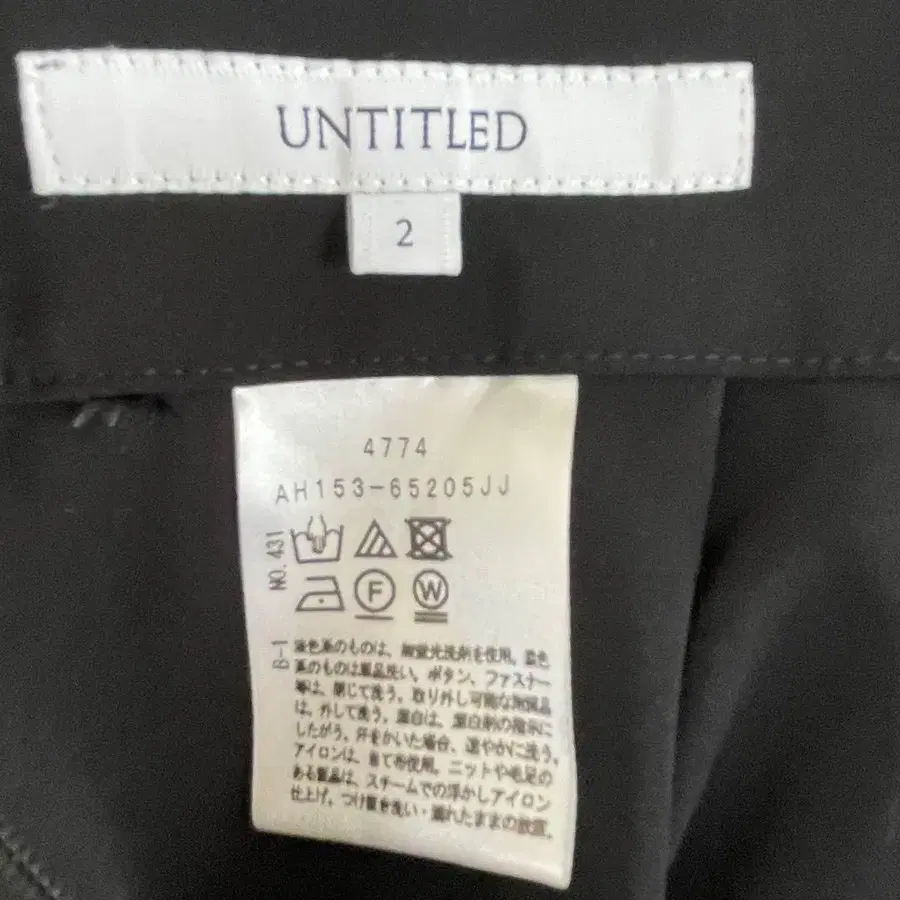 UNTITLED
2
4774
AH153-65205JJ
NO.431
F W
B-1
淡色系のものは、無蛍光洗剤を使用。濃色
系のものは単品洗い。ボタン、ファスナー
等は、閉じて洗う。取り外し可能な附属品
は、外して洗う。漂白は、漂白剤の指示に
したがう。汗をかいた場合、速やかに洗う。
アイロンは、当て布使用。ニットや毛足の
ある製品は、スチームでの浮かしアイロン
仕上げ。つけ置き洗い・濡れたままの放置。